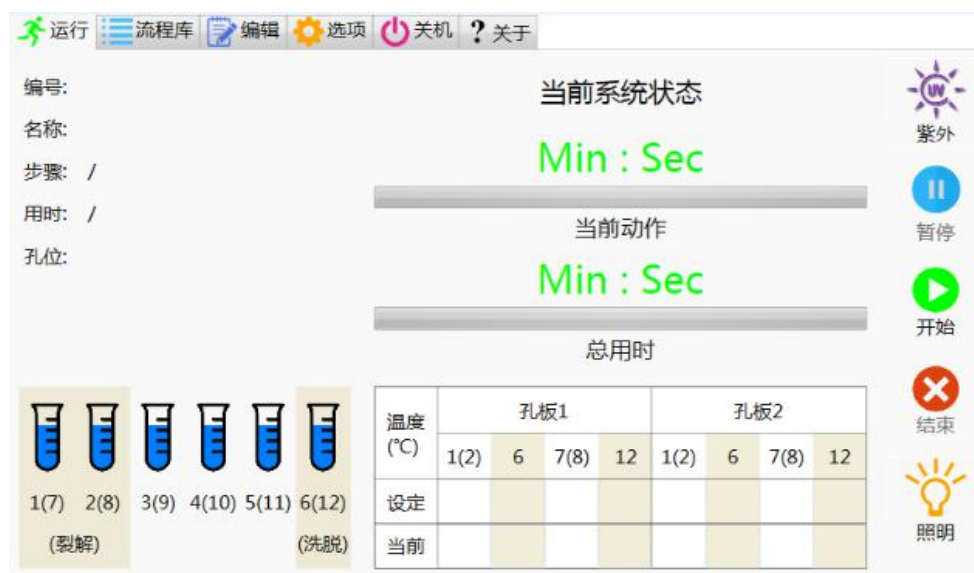 运行 流程库 编辑 选项 关机 ? 关于
编号:
名称:
步骤: /
用时: /
孔位:
当前系统状态
Min : Sec
当前动作
Min : Sec
总用时
UV
紫外
暂停
开始
结束
照明
1(7) 2(8) 3(9) 4(10) 5(11) 6(12)
(裂解) (洗脱)
温度 孔板1 孔板2
(℃) 1(2) 6 7(8) 12 1(2) 6 7(8) 12
设定
当前